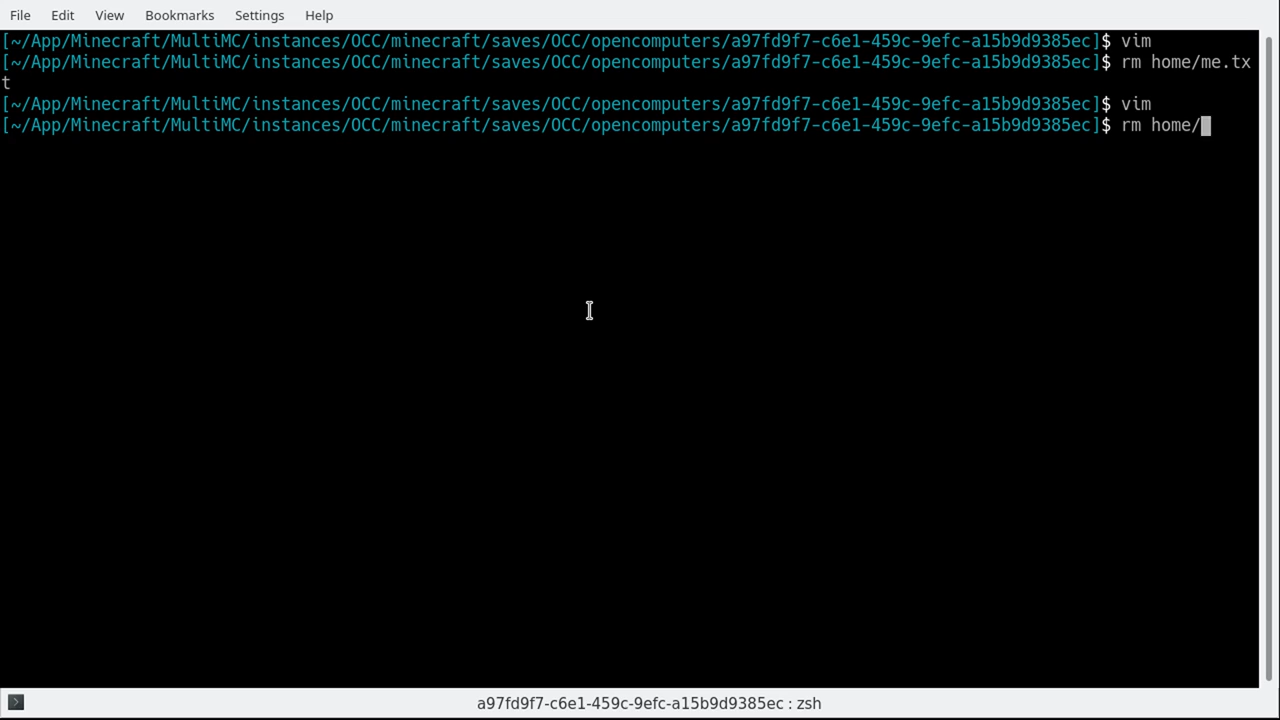 File Edit View Bookmarks Settings Help
[~/App/Minecraft/MultiMC/instances/OCC/minecraft/saves/OCC/opencomputers/a97fd9f7-c6e1-459c-9efc-a15b9d9385ec]$ vim
[~/App/Minecraft/MultiMC/instances/OCC/minecraft/saves/OCC/opencomputers/a97fd9f7-c6e1-459c-9efc-a15b9d9385ec]$ rm home/me.tx
t
[~/App/Minecraft/MultiMC/instances/OCC/minecraft/saves/OCC/opencomputers/a97fd9f7-c6e1-459c-9efc-a15b9d9385ec]$ vim
[~/App/Minecraft/MultiMC/instances/OCC/minecraft/saves/OCC/opencomputers/a97fd9f7-c6e1-459c-9efc-a15b9d9385ec]$ rm home/
a97fd9f7-c6e1-459c-9efc-a15b9d9385ec : zsh